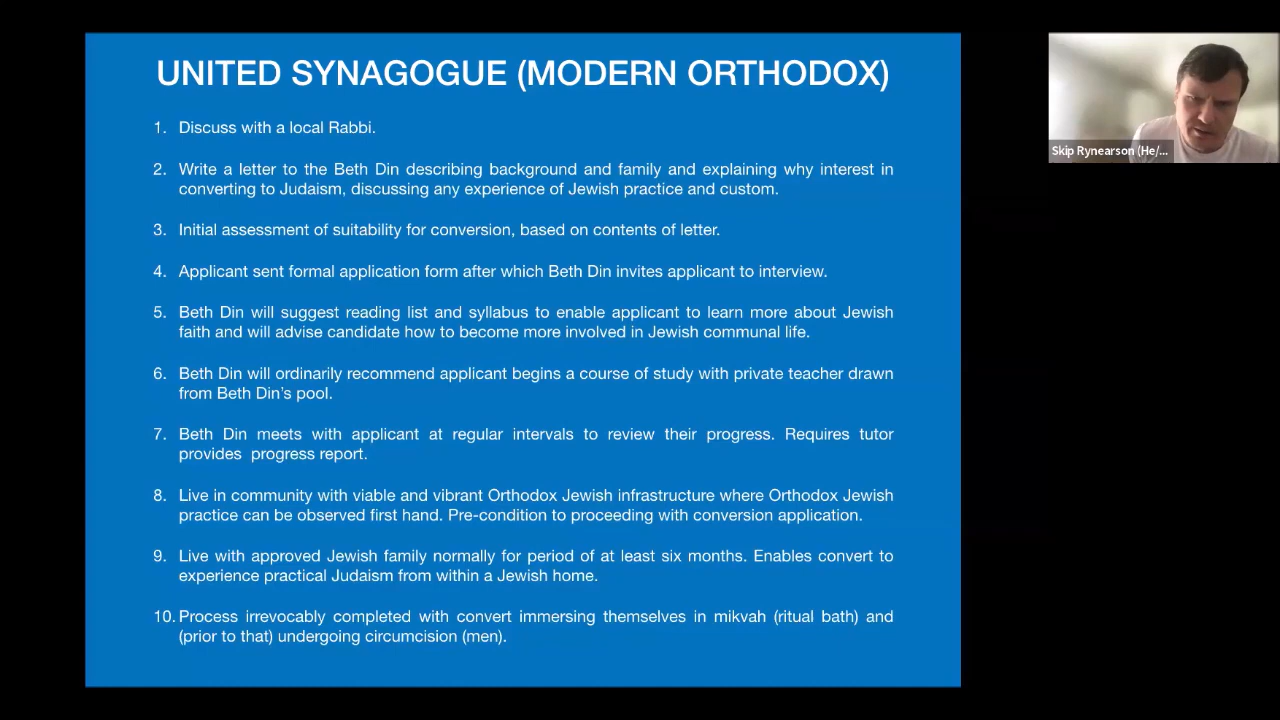 UNITED SYNAGOGUE (MODERN ORTHODOX)
1. Discuss with a local Rabbi.
2. Write a letter to the Beth Din describing background and family and explaining why interest in
converting to Judaism, discussing any experience of Jewish practice and custom.
3. Initial assessment of suitability for conversion, based on contents of letter.
4. Applicant sent formal application form after which Beth Din invites applicant to interview.
5. Beth Din will suggest reading list and syllabus to enable applicant to learn more about Jewish
faith and will advise candidate how to become more involved in Jewish communal life.
6. Beth Din will ordinarily recommend applicant begins a course of study with private teacher drawn
from Beth Din's pool.
7. Beth Din meets with applicant at regular intervals to review their progress. Requires tutor
provides progress report.
8. Live in community with viable and vibrant Orthodox Jewish infrastructure where Orthodox Jewish
practice can be observed first hand. Pre-condition to proceeding with conversion application.
9. Live with approved Jewish family normally for period of at least six months. Enables convert to
experience practical Judaism from within a Jewish home.
10. Process irrevocably completed with convert immersing themselves in mikvah (ritual bath) and
(prior to that) undergoing circumcision (men).
Skip Rynearson (He/...